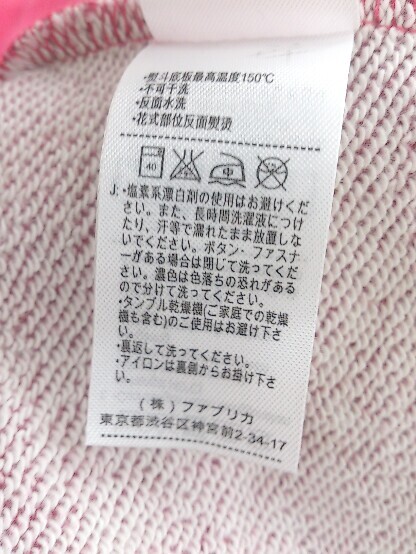 ・熨斗底板最高温度150℃
・不可干洗
・反面水洗
・花式部位反面熨烫
40 中
J:・塩素系漂白剤の使用はお避けくだ
さい。また、長時間洗濯液につけ
たり、汗等で濡れたまま放置しな
いでください。ボタン・ファスナ
ーがある場合は閉じて洗ってくだ
さい。濃色は色落ちの恐れがある
ので分けて洗ってください。
・タンブル乾燥機(ご家庭での乾燥
機も含む)のご使用はお避け下さ
い。
・裏返して洗ってください。
・アイロンは裏側からお掛け下さ
い。
(株)ファブリカ
東京都渋谷区神宮前2-34-17